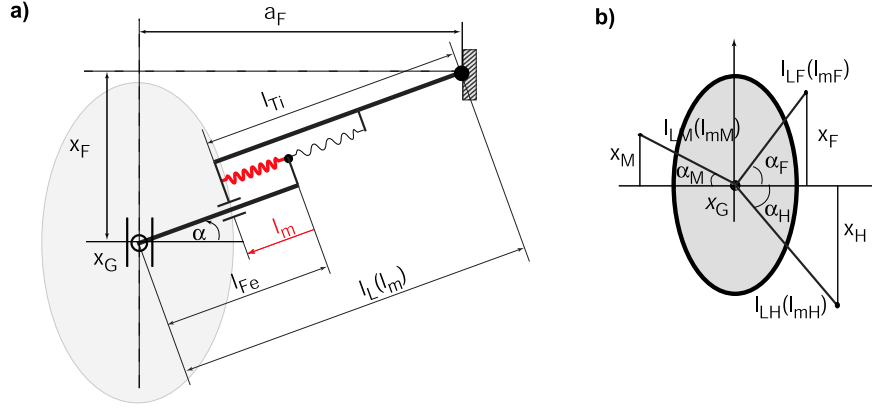 a)
a_F
l_Ti
x_F
x_G
α
l_m
l_Fe
l_L(l_m)
b)
l_LF(l_mF)
l_LM(l_mM)
x_M
x_F
α_M
α_F
x_G
α_H
x_H
l_LH(l_mH)